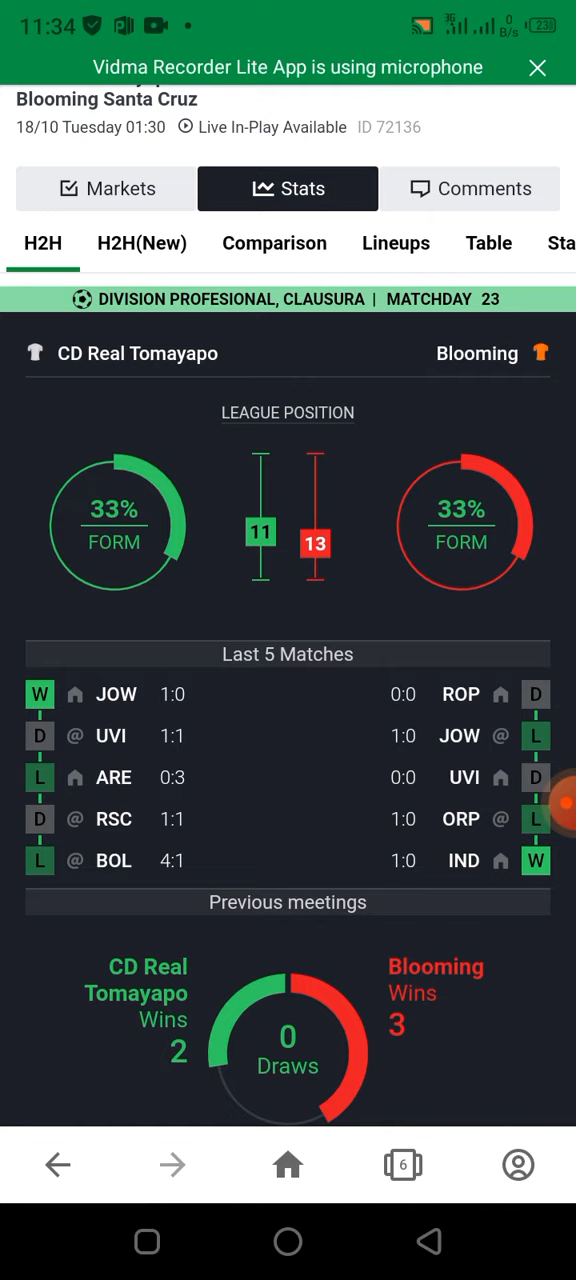 11:34 3G 0 B/s 23
Vidma Recorder Lite App is using microphone
Blooming Santa Cruz
18/10 Tuesday 01:30 Live In-Play Available ID 72136
Markets Stats Comments
H2H H2H(New) Comparison Lineups Table Sta
DIVISION PROFESIONAL, CLAUSURA | MATCHDAY 23
CD Real Tomayapo Blooming
LEAGUE POSITION
33% FORM 11 13 33% FORM
Last 5 Matches
W JOW 1:0 0:0 ROP D
D @ UVI 1:1 1:0 JOW @ L
L ARE 0:3 0:0 UVI D
D @ RSC 1:1 1:0 ORP @ L
L @ BOL 4:1 1:0 IND W
Previous meetings
CD Real
Tomayapo
Wins
2
0
Draws
Blooming
Wins
3
6